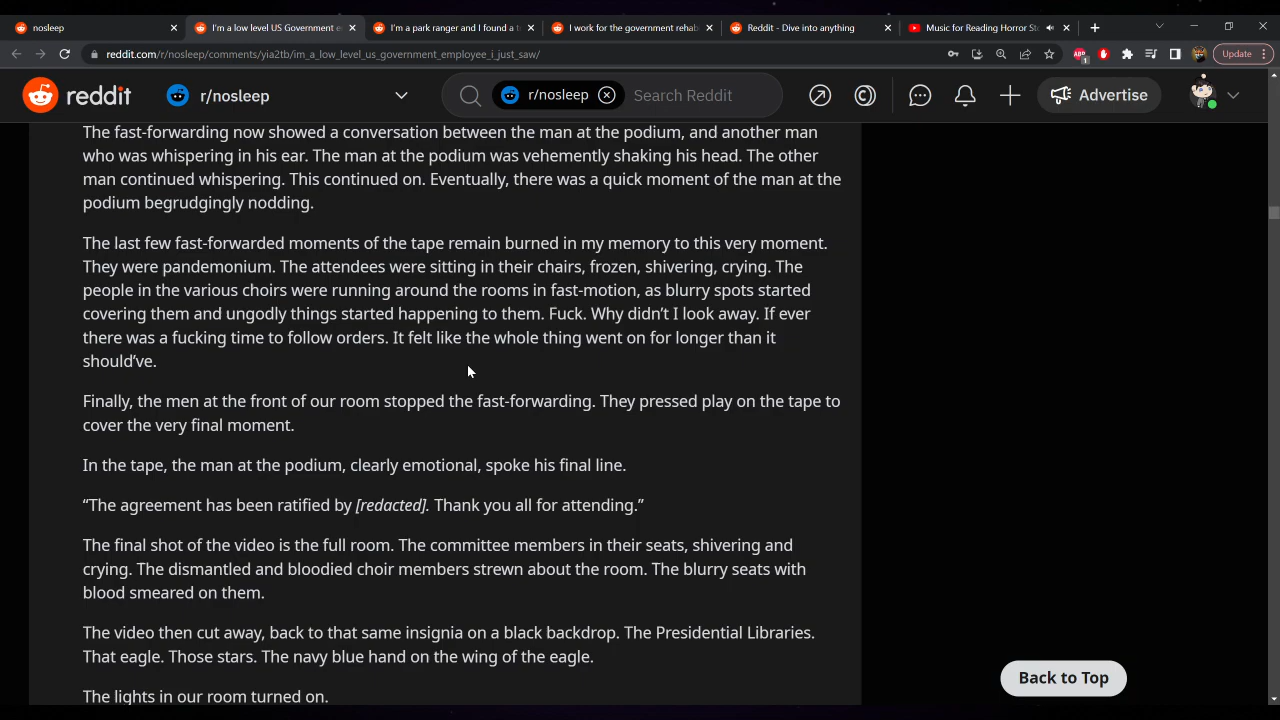 nosleep
I'm a low level US Government e
I'm a park ranger and I found a t
I work for the government rehab
Reddit - Dive into anything
Music for Reading Horror Sto
reddit.com/r/nosleep/comments/yia2tb/im_a_low_level_us_government_employee_i_just_saw/
ABP
1
Update
reddit
r/nosleep
r/nosleep
Search Reddit
Advertise
The fast-forwarding now showed a conversation between the man at the podium, and another man
who was whispering in his ear. The man at the podium was vehemently shaking his head. The other
man continued whispering. This continued on. Eventually, there was a quick moment of the man at the
podium begrudgingly nodding.
The last few fast-forwarded moments of the tape remain burned in my memory to this very moment.
They were pandemonium. The attendees were sitting in their chairs, frozen, shivering, crying. The
people in the various choirs were running around the rooms in fast-motion, as blurry spots started
covering them and ungodly things started happening to them. Fuck. Why didn’t I look away. If ever
there was a fucking time to follow orders. It felt like the whole thing went on for longer than it
should’ve.
Finally, the men at the front of our room stopped the fast-forwarding. They pressed play on the tape to
cover the very final moment.
In the tape, the man at the podium, clearly emotional, spoke his final line.
“The agreement has been ratified by [redacted]. Thank you all for attending.”
The final shot of the video is the full room. The committee members in their seats, shivering and
crying. The dismantled and bloodied choir members strewn about the room. The blurry seats with
blood smeared on them.
The video then cut away, back to that same insignia on a black backdrop. The Presidential Libraries.
That eagle. Those stars. The navy blue hand on the wing of the eagle.
Back to Top
The lights in our room turned on.